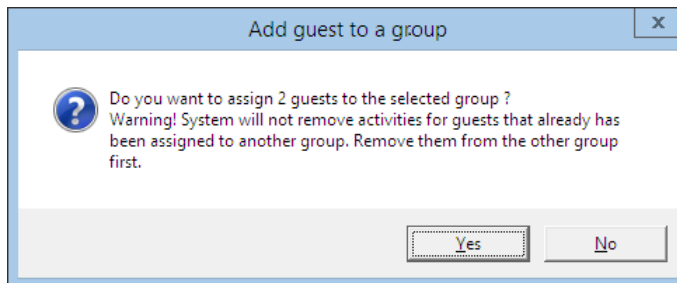 Add guest to a group
x
Do you want to assign 2 guests to the selected group ?
Warning! System will not remove activities for guests that already has
been assigned to another group. Remove them from the other group
first.
Yes
No